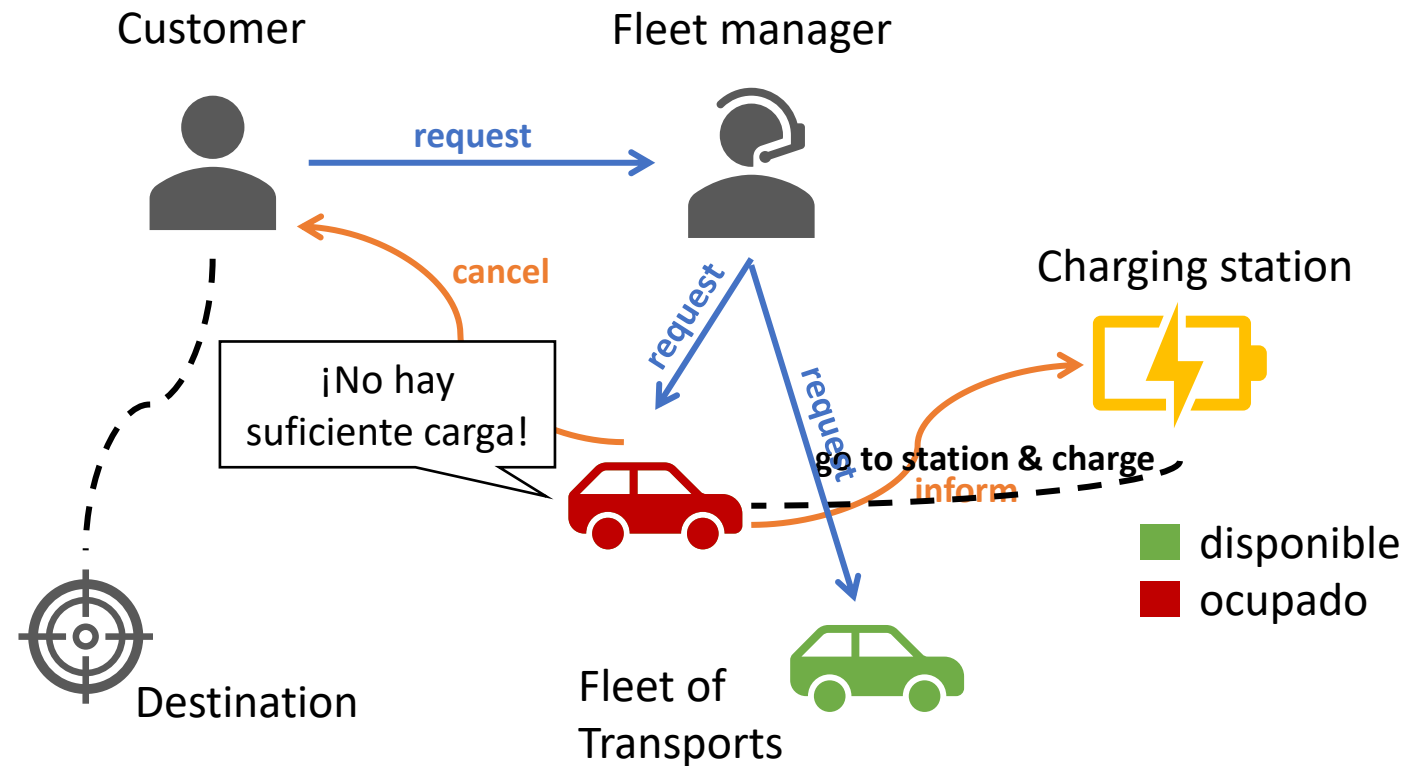 Customer
Fleet manager
request
cancel
request
request
Charging station
¡No hay
suficiente carga!
go to station & charge
inform
disponible
ocupado
Destination
Fleet of
Transports